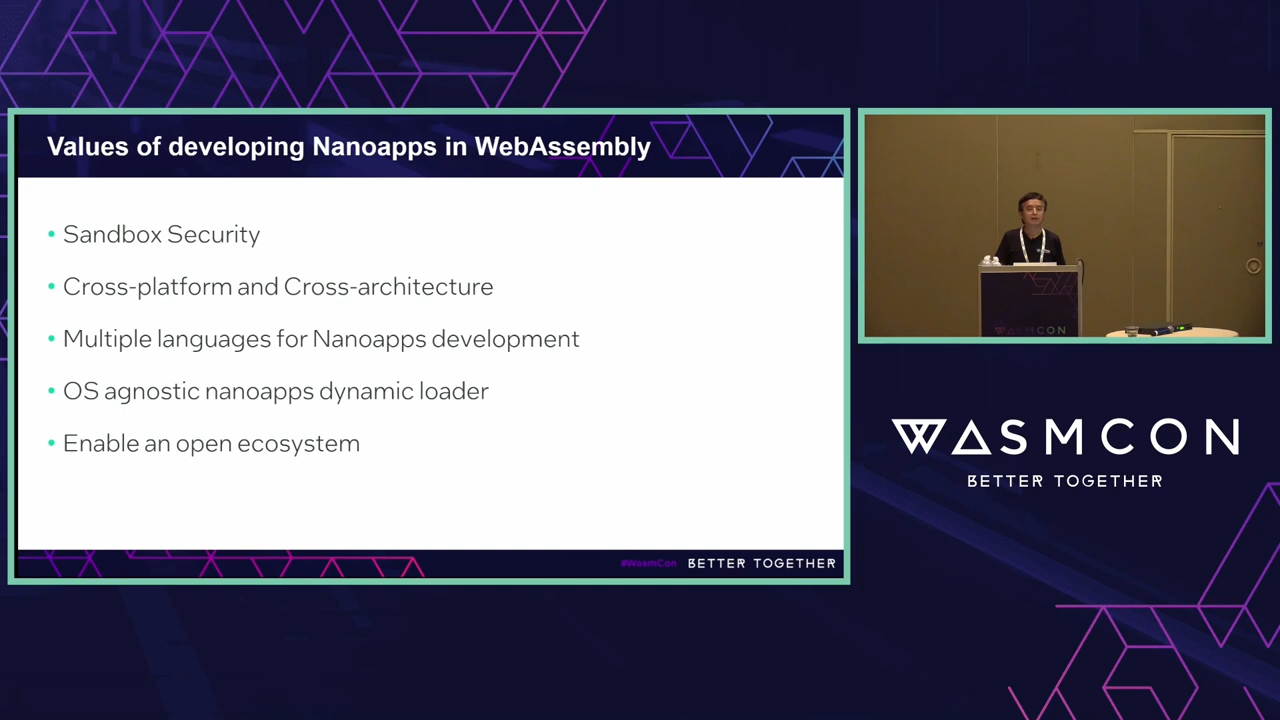 Values of developing Nanoapps in WebAssembly
• Sandbox Security
• Cross-platform and Cross-architecture
• Multiple languages for Nanoapps development
• OS agnostic nanoapps dynamic loader
• Enable an open ecosystem
#WasmCon BETTER TOGETHER
WASMCON
WASMCON
BETTER TOGETHER